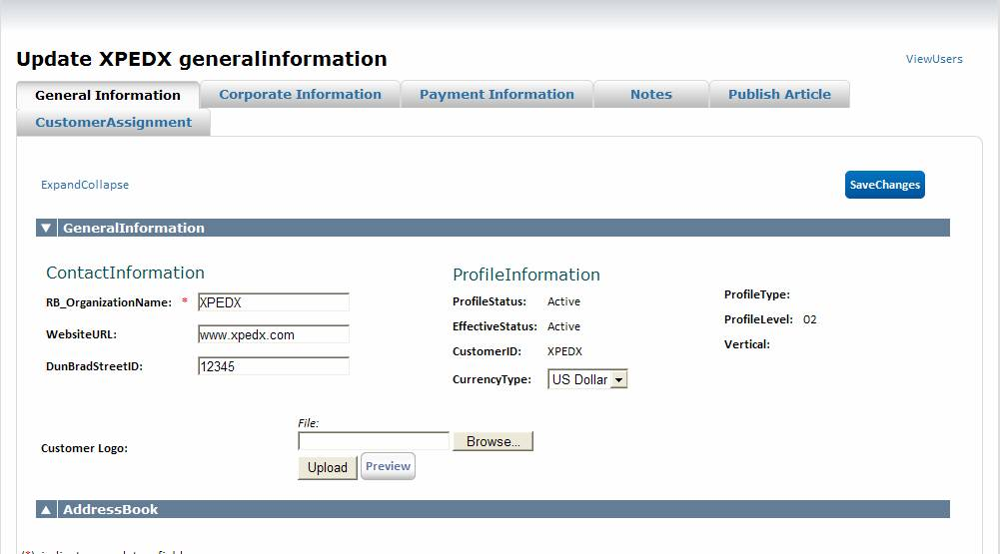 Update XPEDX generalinformation
ViewUsers
General Information
Corporate Information
Payment Information
Notes
Publish Article
CustomerAssignment
ExpandCollapse
SaveChanges
GeneralInformation
ContactInformation
RB_OrganizationName: * XPEDX
WebsiteURL: www.xpedx.com
DunBradStreetID: 12345
ProfileInformation
ProfileStatus: Active
EffectiveStatus: Active
CustomerID: XPEDX
CurrencyType: US Dollar
ProfileType:
ProfileLevel: 02
Vertical:
Customer Logo:
File:
Browse...
Upload
Preview
AddressBook